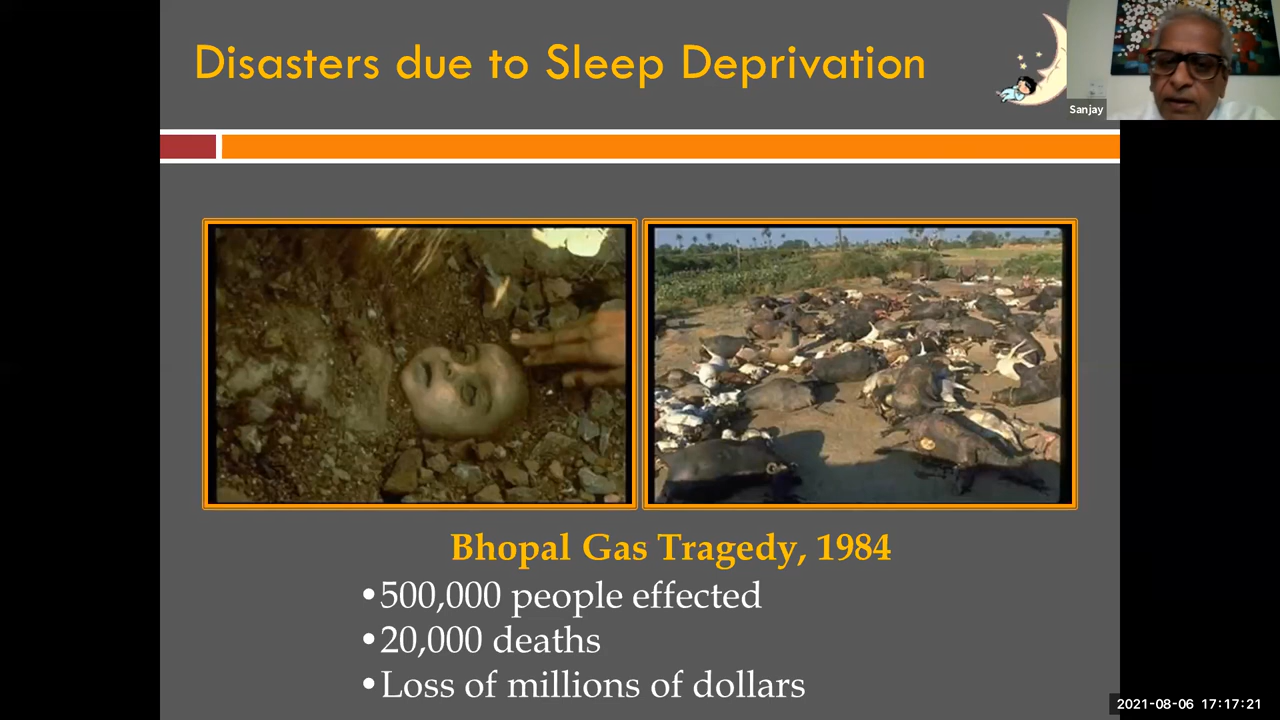 Disasters due to Sleep Deprivation
Sanjay
Bhopal Gas Tragedy, 1984
•500,000 people effected
•20,000 deaths
•Loss of millions of dollars
2021-08-06 17:17:21